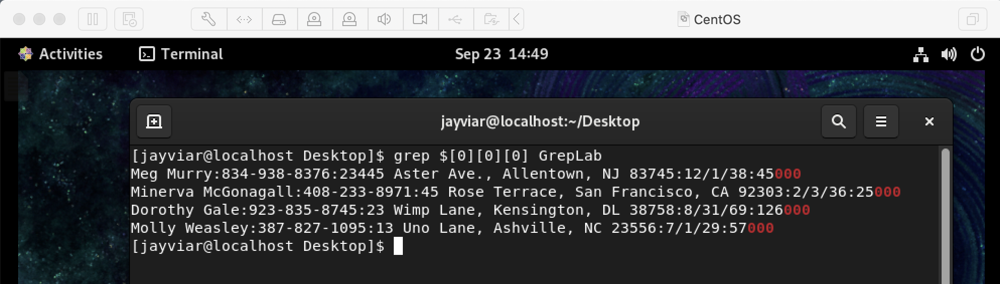 CentOS
Activities Terminal Sep 23 14:49
jayviar@localhost:~/Desktop
[jayviar@localhost Desktop]$ grep $[0][0][0] GrepLab
Meg Murry:834-938-8376:23445 Aster Ave., Allentown, NJ 83745:12/1/38:45000
Minerva McGonagall:408-233-8971:45 Rose Terrace, San Francisco, CA 92303:2/3/36:25000
Dorothy Gale:923-835-8745:23 Wimp Lane, Kensington, DL 38758:8/31/69:126000
Molly Weasley:387-827-1095:13 Uno Lane, Ashville, NC 23556:7/1/29:57000
[jayviar@localhost Desktop]$